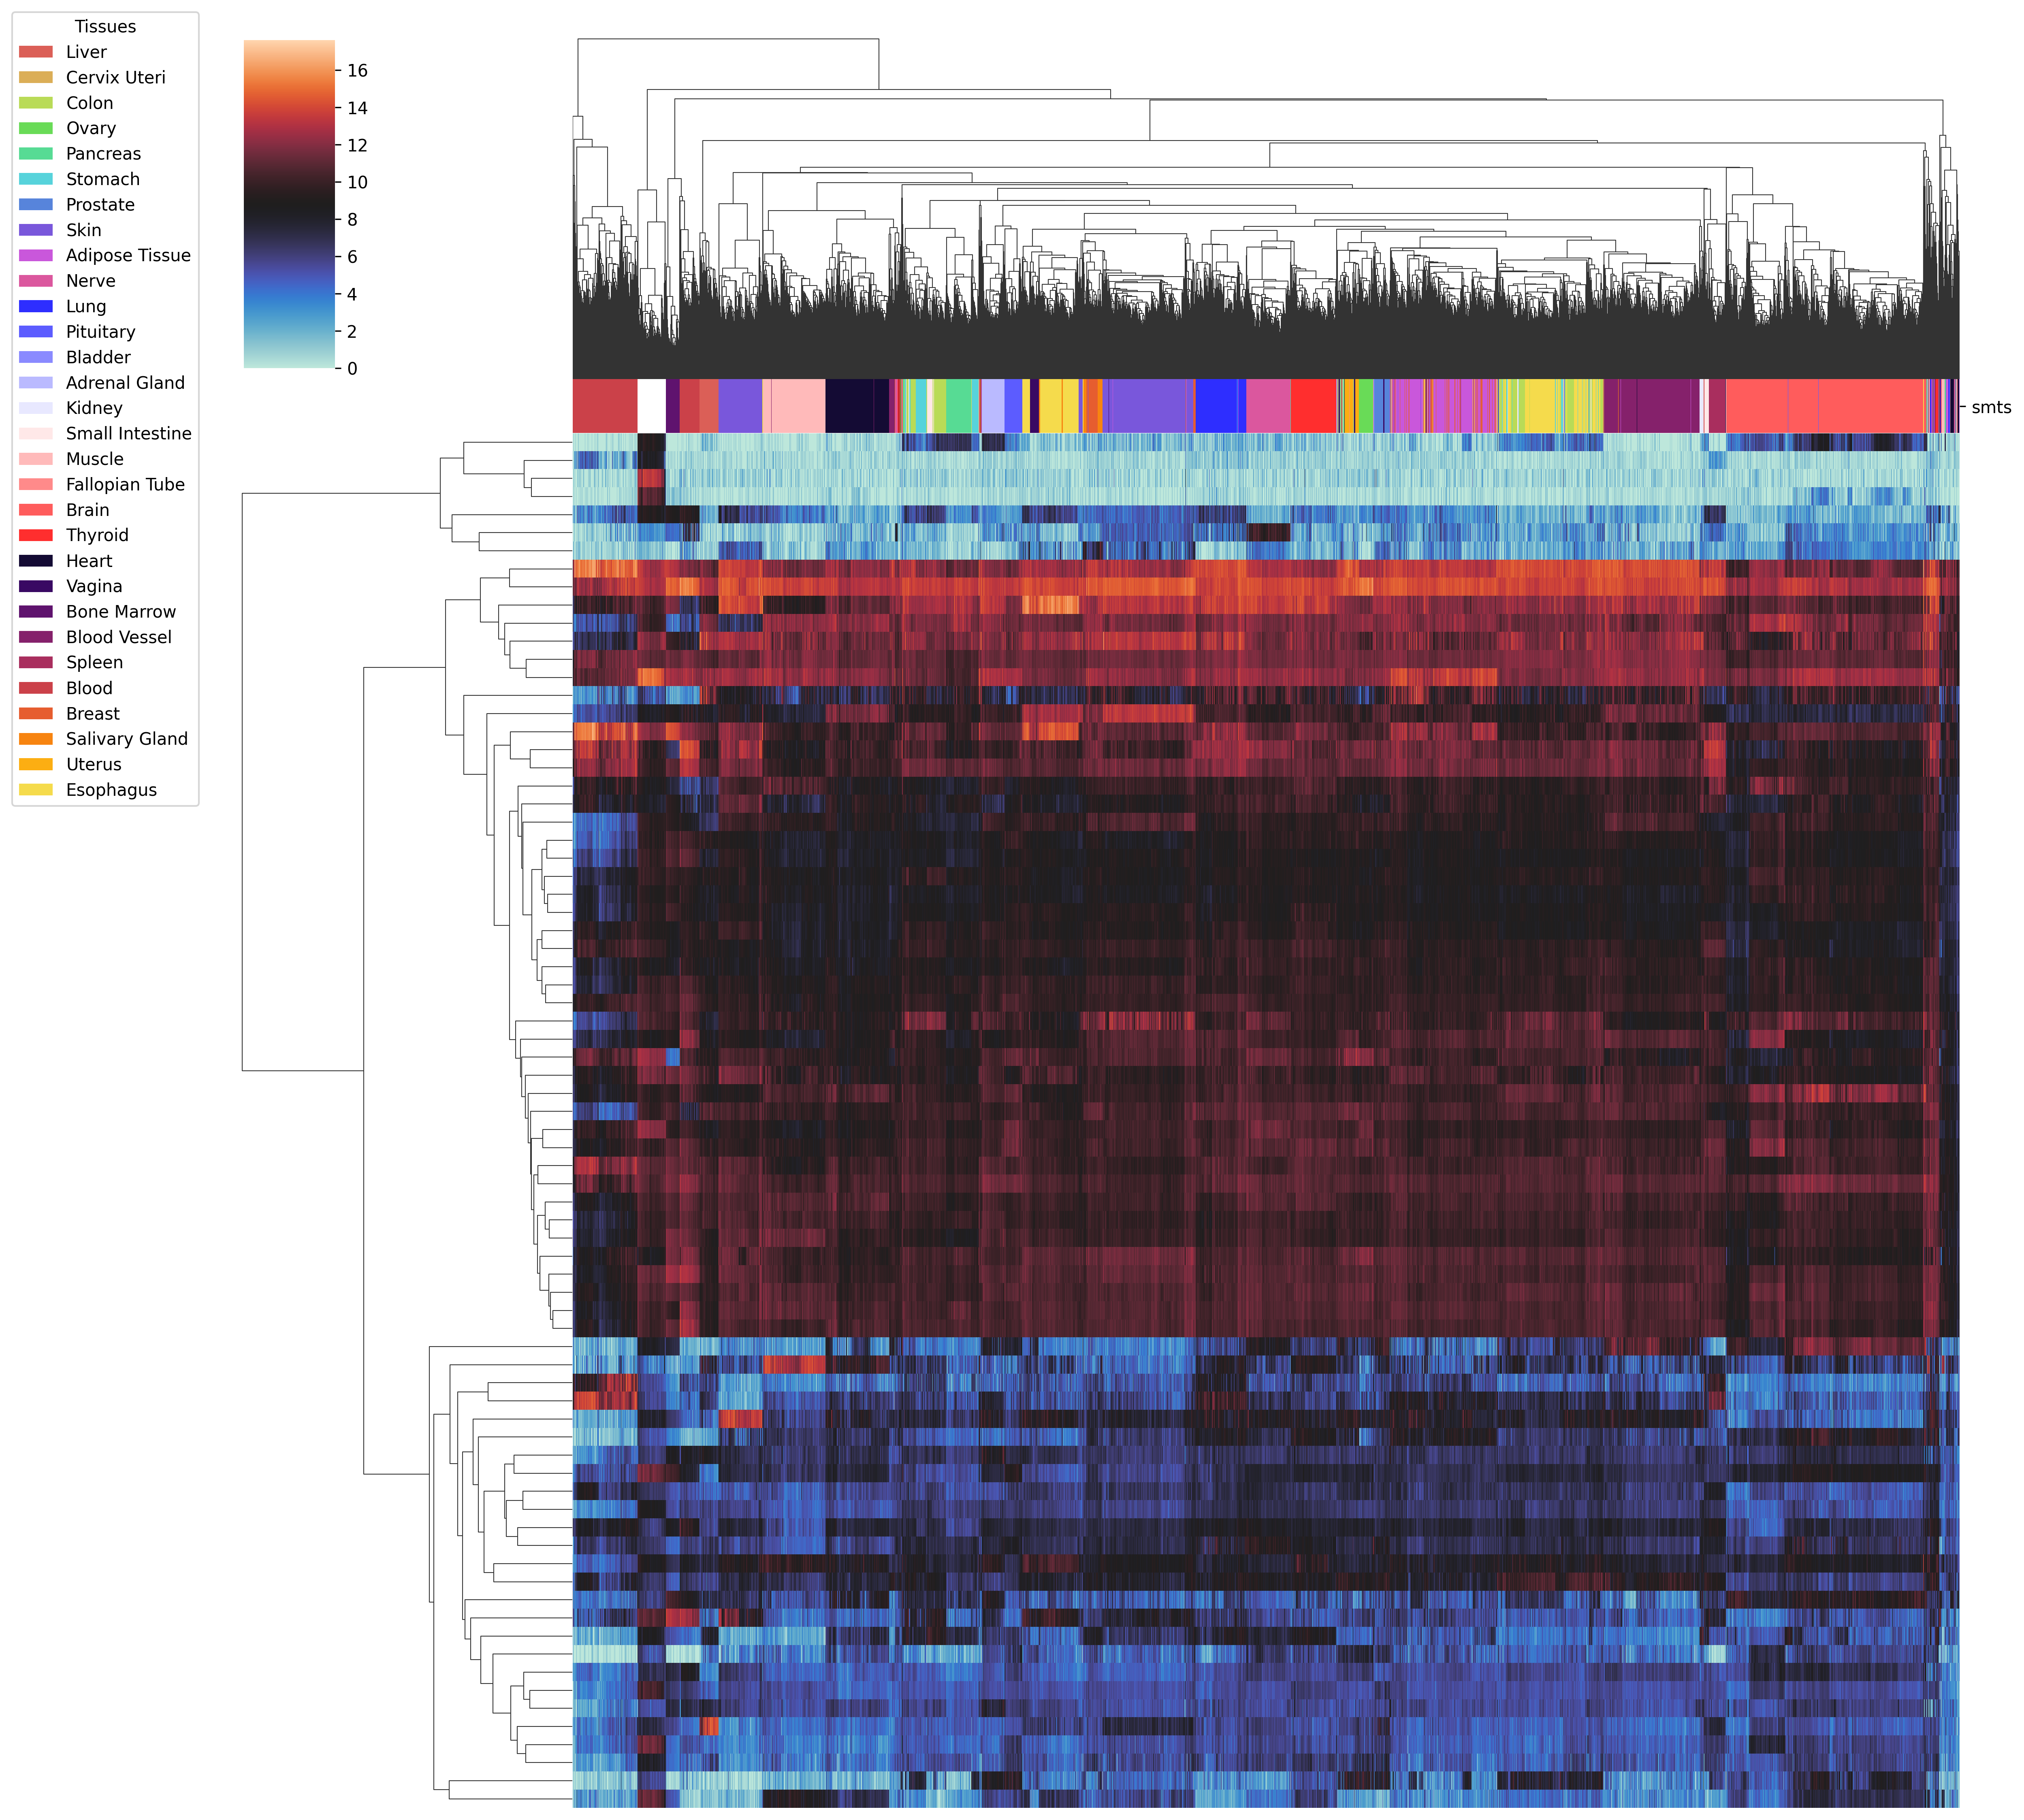 Tissues
Liver
Cervix Uteri
Colon
Ovary
Pancreas
Stomach
Prostate
Skin
Adipose Tissue
Nerve
Lung
Pituitary
Bladder
Adrenal Gland
Kidney
Small Intestine
Muscle
Fallopian Tube
Brain
Thyroid
Heart
Vagina
Bone Marrow
Blood Vessel
Spleen
Blood
Breast
Salivary Gland
Uterus
Esophagus
16
14
12
10
8
6
4
2
0
smts